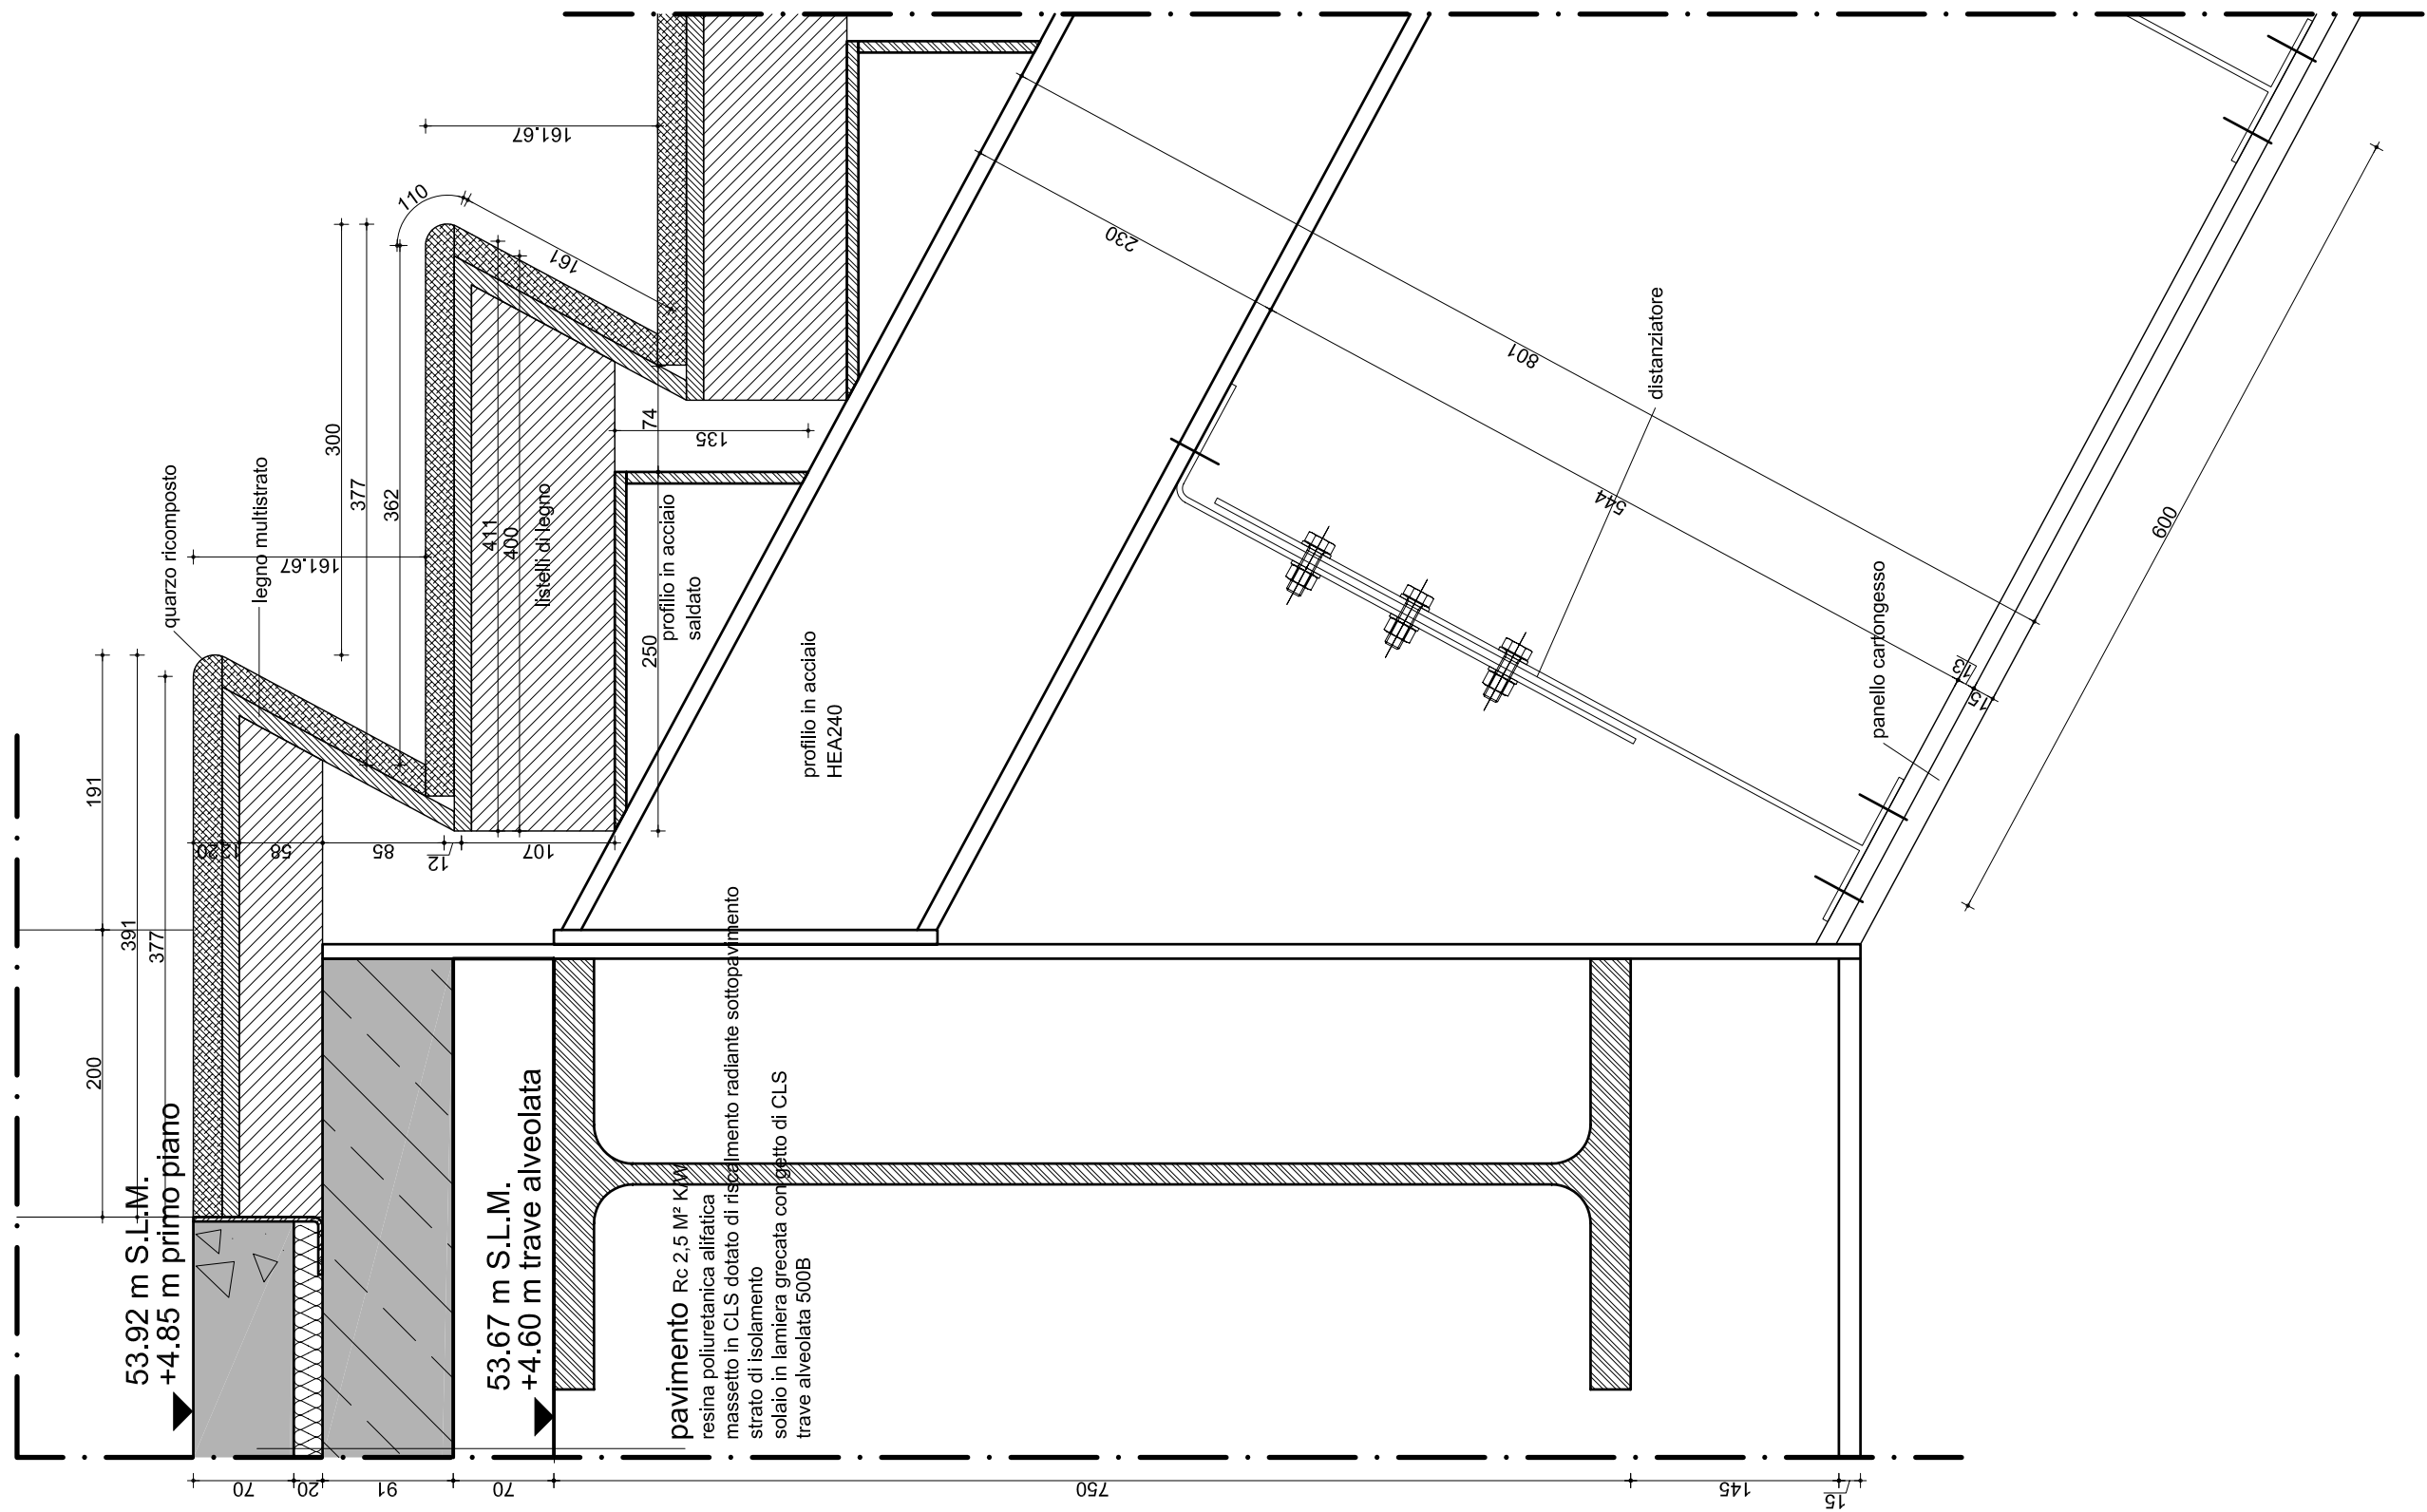 161.67
110
161
300
377
362
411
400
161.67
quarzo ricomposto
legno multistrato
listelli di legno
profilio in acciaio
saldato
74
135
250
230
801
544
600
distanziatore
13
15
panello cartongesso
profilio in acciaio
HEA240
191
391
377
200
20
12
58
85
12
107
53.92 m S.L.M.
+4.85 m primo piano
53.67 m S.L.M.
+4.60 m trave alveolata
pavimento Rc 2,5 M² K/W
resina poliuretanica alifatica
massetto in CLS dotato di riscalmento radiante sottopavimento
strato di isolamento
solaio in lamiera grecata con getto di CLS
trave alveolata 500B
70
20
91
70
750
145
15